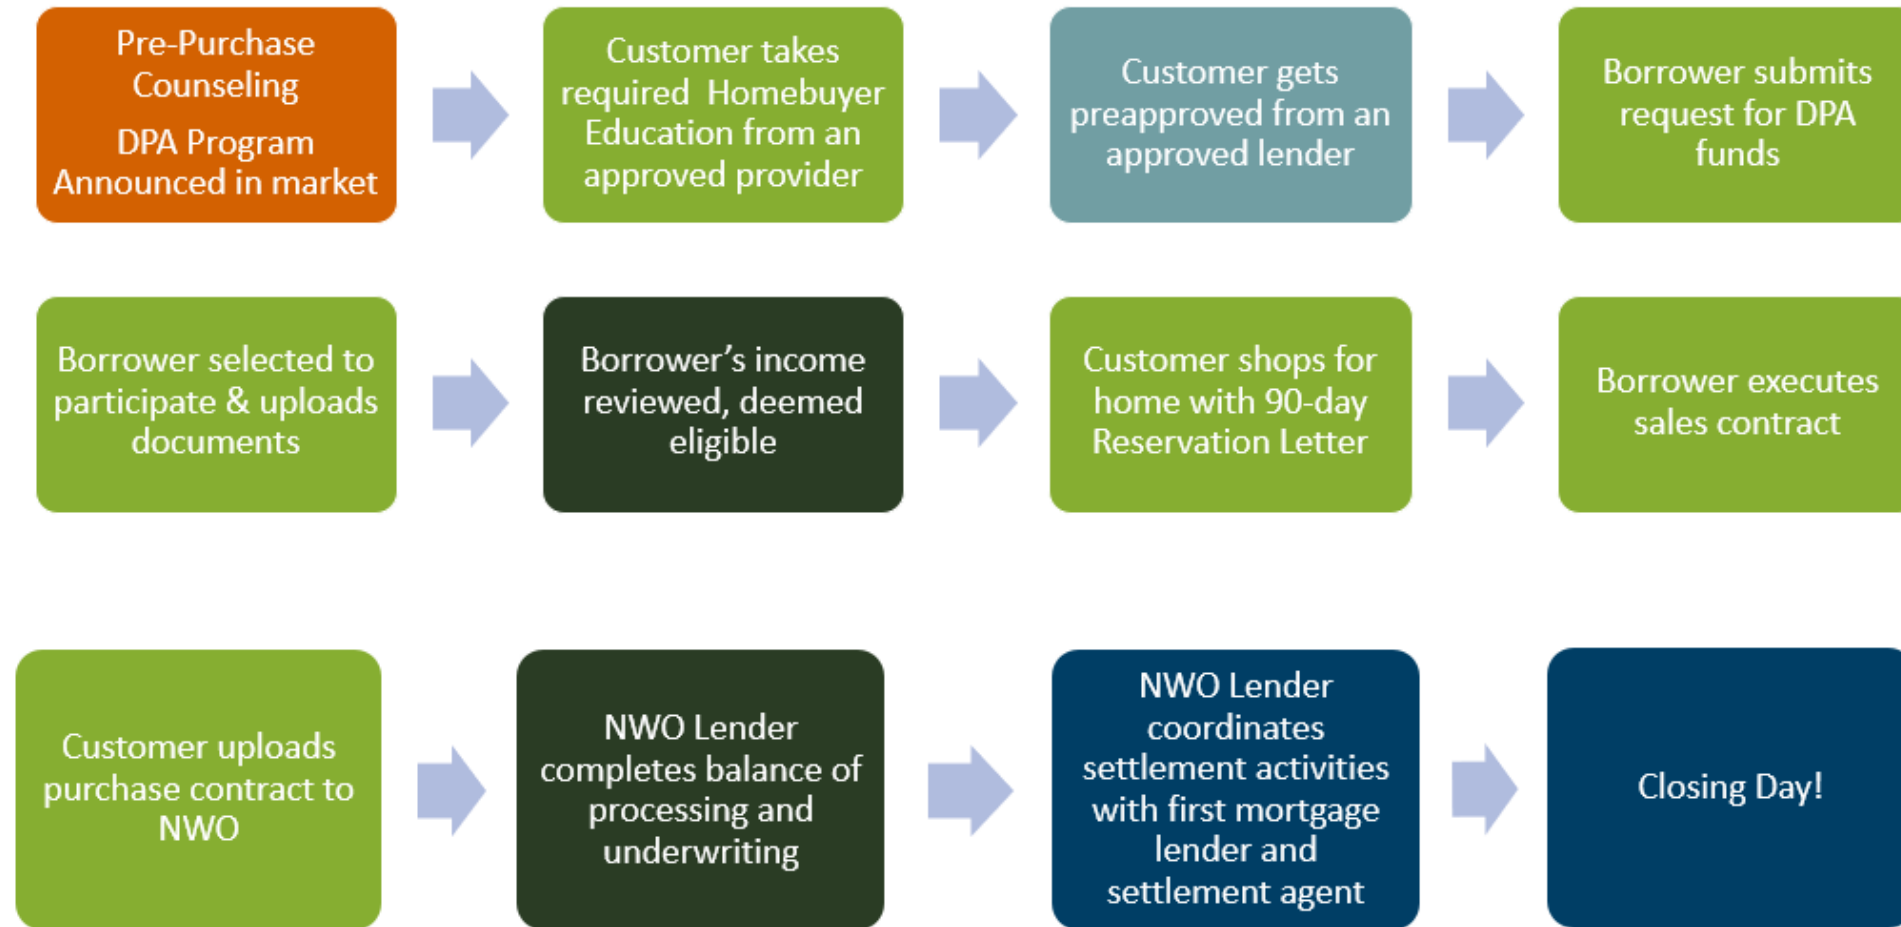 Pre-Purchase
Counseling
DPA Program
Announced in market
Customer takes
required Homebuyer
Education from an
approved provider
Customer gets
preapproved from an
approved lender
Borrower submits
request for DPA
funds
Borrower selected to
participate & uploads
documents
Borrower’s income
reviewed, deemed
eligible
Customer shops for
home with 90-day
Reservation Letter
Borrower executes
sales contract
Customer uploads
purchase contract to
NWO
NWO Lender
completes balance of
processing and
underwriting
NWO Lender
coordinates
settlement activities
with first mortgage
lender and
settlement agent
Closing Day!